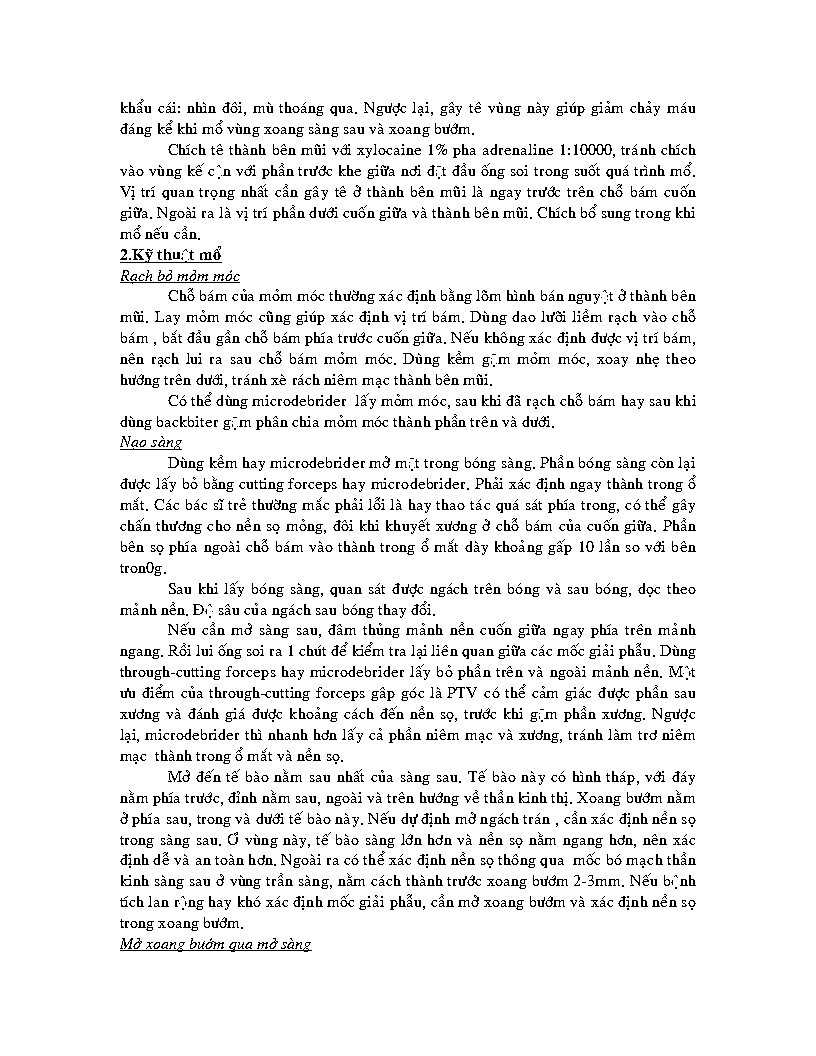 khẩu cái: nhìn đôi, mù thoáng qua. Ngược lại, gây tê vùng này giúp giảm chảy máu
đáng kể khi mổ vùng xoang sàng sau và xoang bướm.
Chích tê thành bên mũi với xylocaine 1% pha adrenaline 1:10000, tránh chích
vào vùng kế cận với phần trước khe giữa nơi đặt đầu ống soi trong suốt quá trình mổ.
Vị trí quan trọng nhất cần gây tê ở thành bên mũi là ngay trước trên chỗ bám cuốn
giữa. Ngoài ra là vị trí phần dưới cuốn giữa và thành bên mũi. Chích bổ sung trong khi
mổ nếu cần.
2.Kỹ thuật mổ
Rạch bỏ mỏm móc
Chỗ bám của mỏm móc thường xác định bằng lõm hình bán nguyệt ở thành bên
mũi. Lay mỏm móc cũng giúp xác định vị trí bám. Dùng dao lưỡi liềm rạch vào chỗ
bám , bắt đầu gần chỗ bám phía trước cuốn giữa. Nếu không xác định được vị trí bám,
nên rạch lui ra sau chỗ bám mỏm móc. Dùng kềm gặm mỏm móc, xoay nhẹ theo
hướng trên dưới, tránh xè rách niêm mạc thành bên mũi.
Có thể dùng microdebrider  lấy mỏm móc, sau khi đã rạch chỗ bám hay sau khi
dùng backbiter gặm phân chia mỏm móc thành phần trên và dưới.
Nạo sàng
Dùng kềm hay microdebrider mở mặt trong bóng sàng. Phần bóng sàng còn lại
được lấy bỏ bằng cutting forceps hay microdebrider. Phải xác định ngay thành trong ổ
mắt. Các bác sĩ trẻ thường mắc phải lỗi là hay thao tác quá sát phía trong, có thể gây
chấn thương cho nền sọ mỏng, đôi khi khuyết xương ở chỗ bám của cuốn giữa. Phần
bên sọ phía ngoài chỗ bám vào thành trong ổ mắt dày khoảng gấp 10 lần so với bên
tron0g.
Sau khi lấy bóng sàng, quan sát được ngách trên bóng và sau bóng, dọc theo
mảnh nền. Độ sâu của ngách sau bóng thay đổi.
Nếu cần mở sàng sau, đâm thủng mảnh nền cuốn giữa ngay phía trên mảnh
ngang. Rồi lui ống soi ra 1 chút để kiểm tra lại liên quan giữa các mốc giải phẫu. Dùng
through-cutting forceps hay microdebrider lấy bỏ phần trên và ngoài mảnh nền. Một
ưu điểm của through-cutting forceps gập góc là PTV có thể cảm giác được phần sau
xương và đánh giá được khoảng cách đến nền sọ, trước khi gặm phần xương. Ngược
lại, microdebrider thì nhanh hơn lấy cả phần niêm mạc và xương, tránh làm trơ niêm
mạc  thành trong ổ mắt và nền sọ.
Mở đến tế bào nằm sau nhất của sàng sau. Tế bào này có hình tháp, với đáy
nằm phía trước, đỉnh nằm sau, ngoài và trên hướng về thần kinh thị. Xoang bướm nằm
ở phía sau, trong và dưới tế bào này. Nếu dự định mở ngách trán , cần xác định nền sọ
trong sàng sau. Ở vùng này, tế bào sàng lớn hơn và nền sọ nằm ngang hơn, nên xác
định dễ và an toàn hơn. Ngoài ra có thể xác định nền sọ thông qua  mốc bó mạch thần
kinh sàng sau ở vùng trần sàng, nằm cách thành trước xoang bướm 2-3mm. Nếu bệnh
tích lan rộng hay khó xác định mốc giải phẫu, cần mở xoang bướm và xác định nền sọ
trong xoang bướm.
Mở xoang bướm qua mở sàng